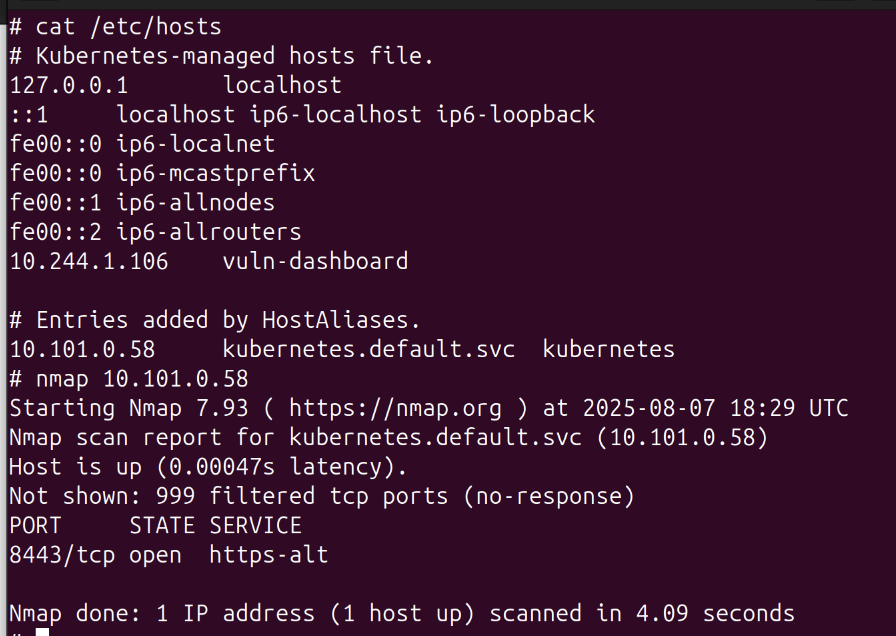 # cat /etc/hosts
# Kubernetes-managed hosts file.
127.0.0.1       localhost
::1     localhost ip6-localhost ip6-loopback
fe00::0 ip6-localnet
fe00::0 ip6-mcastprefix
fe00::1 ip6-allnodes
fe00::2 ip6-allrouters
10.244.1.106    vuln-dashboard

# Entries added by HostAliases.
10.101.0.58     kubernetes.default.svc  kubernetes
# nmap 10.101.0.58
Starting Nmap 7.93 ( https://nmap.org ) at 2025-08-07 18:29 UTC
Nmap scan report for kubernetes.default.svc (10.101.0.58)
Host is up (0.00047s latency).
Not shown: 999 filtered tcp ports (no-response)
PORT     STATE SERVICE
8443/tcp open  https-alt

Nmap done: 1 IP address (1 host up) scanned in 4.09 seconds
#